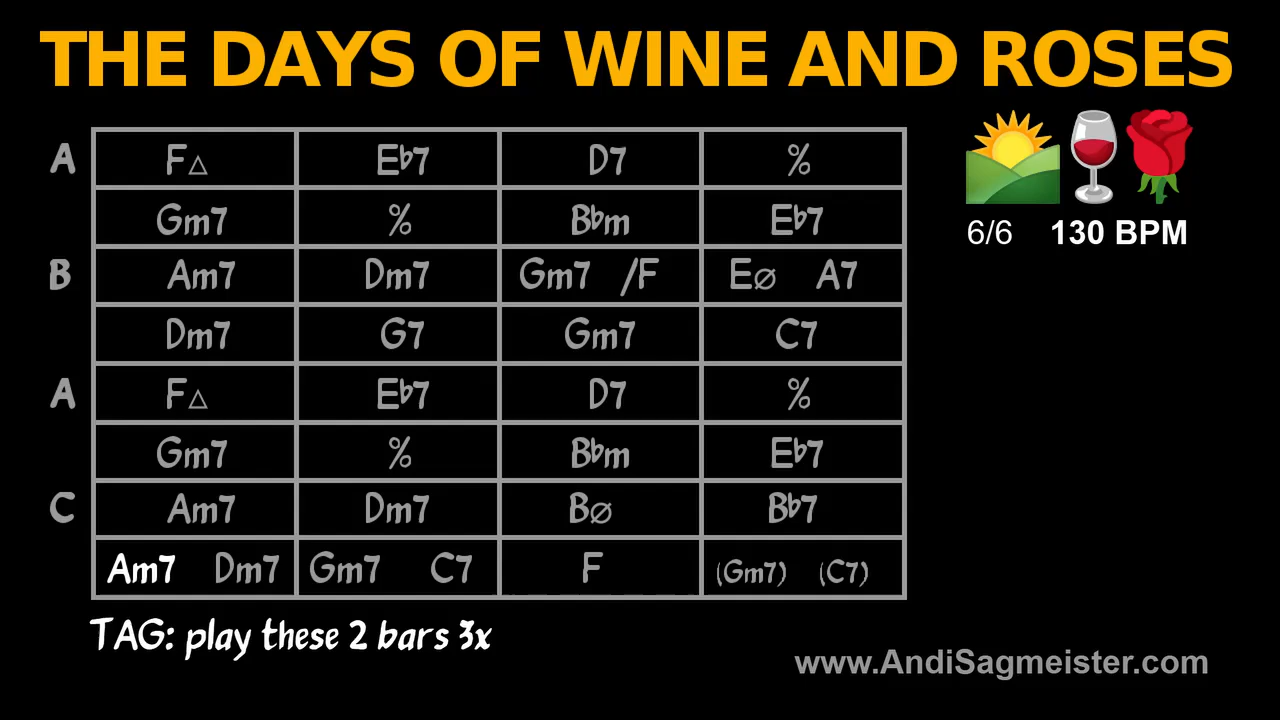 THE DAYS OF WINE AND ROSES
A F△ E♭7 D7 %
Gm7 % B♭m E♭7
6/6 130 BPM
B Am7 Dm7 Gm7 /F E∅ A7
Dm7 G7 Gm7 C7
A F△ E♭7 D7 %
Gm7 % B♭m E♭7
C Am7 Dm7 B∅ B♭7
Am7 Dm7 Gm7 C7 F (Gm7) (C7)
TAG: play these 2 bars 3x
www.AndiSagmeister.com